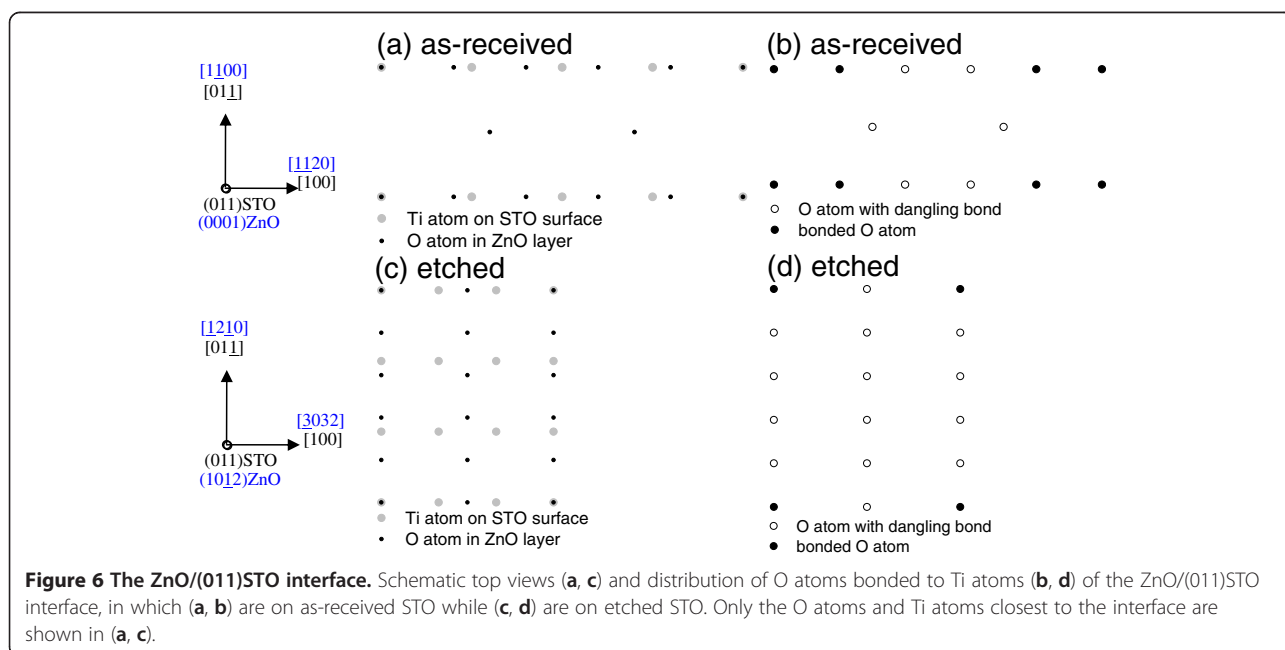 (a) as-received
(b) as-received
[1100]
[011]
[1120]
[100]
(011)STO
(0001)ZnO
Ti atom on STO surface
O atom in ZnO layer
O atom with dangling bond
bonded O atom
(c) etched
(d) etched
[1210]
[011]
[3032]
[100]
(011)STO
(1012)ZnO
Ti atom on STO surface
O atom in ZnO layer
O atom with dangling bond
bonded O atom
Figure 6 The ZnO/(011)STO interface. Schematic top views (a, c) and distribution of O atoms bonded to Ti atoms (b, d) of the ZnO/(011)STO
interface, in which (a, b) are on as-received STO while (c, d) are on etched STO. Only the O atoms and Ti atoms closest to the interface are
shown in (a, c).